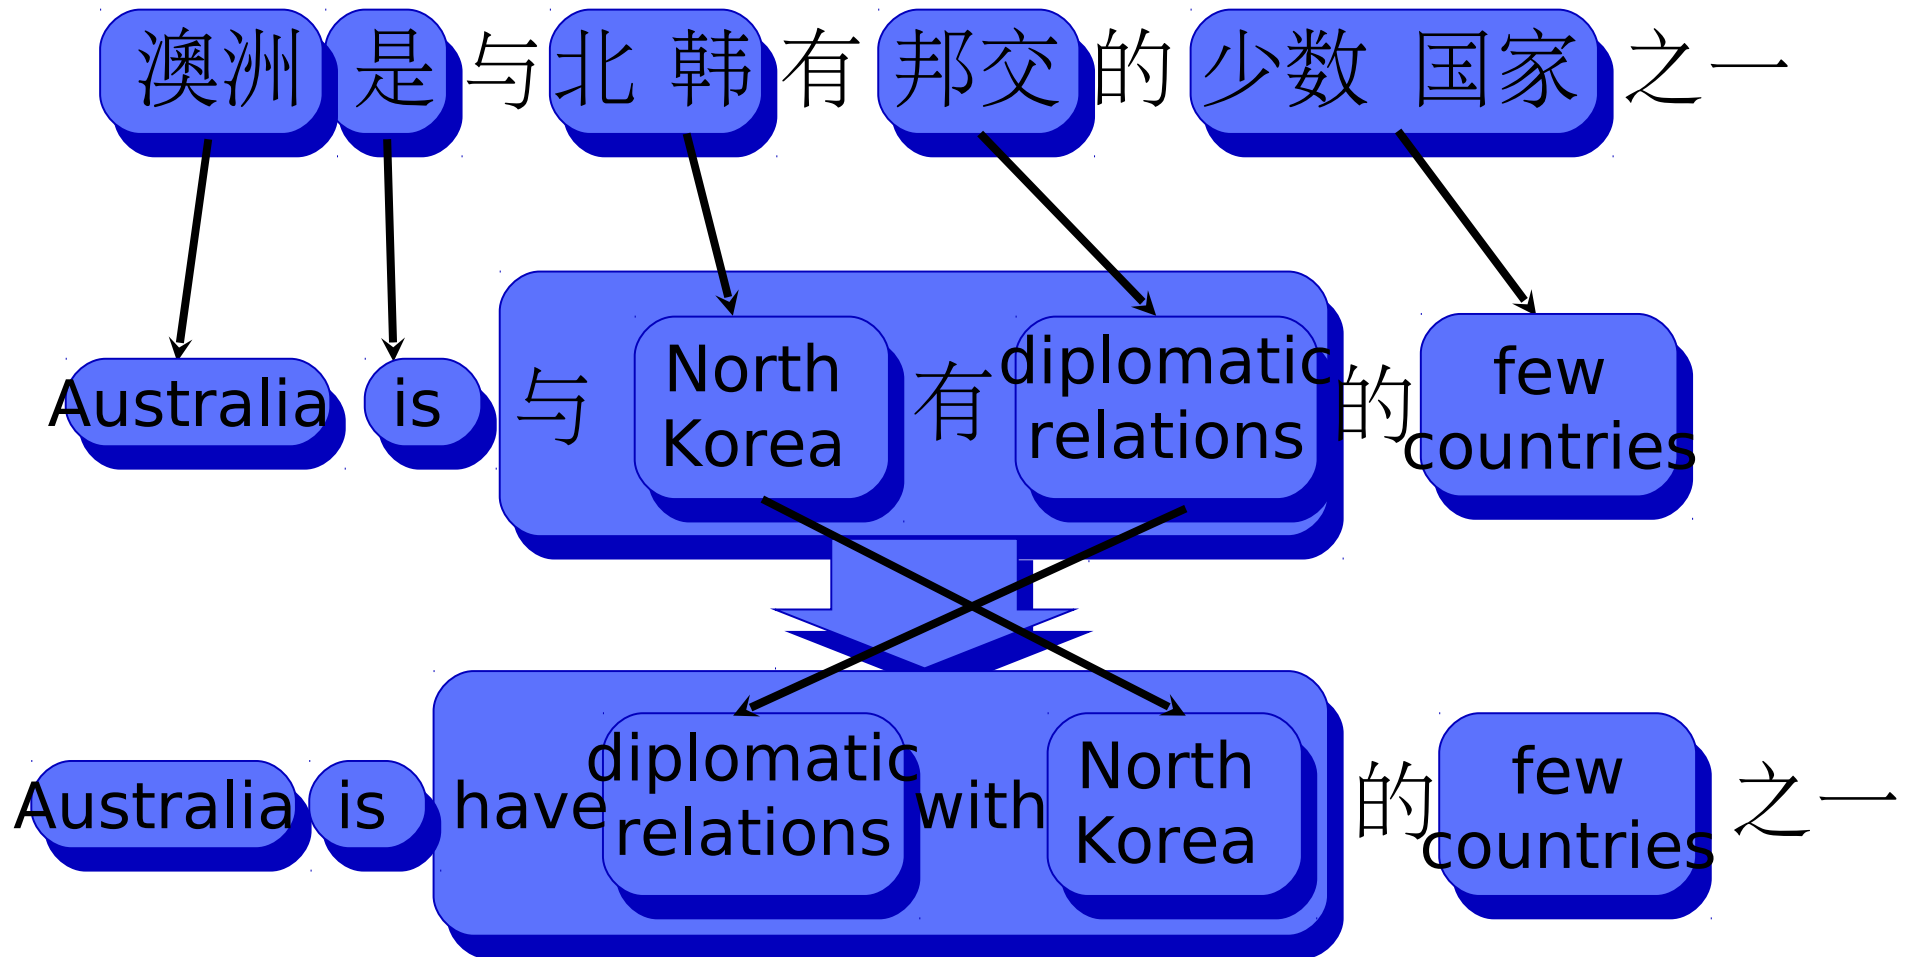 澳洲 是 与 北 韩 有 邦交 的 少数 国家 之一
Australia is 与 North Korea 有 diplomatic relations 的 few countries
Australia is have diplomatic relations with North Korea 的 few countries 之一